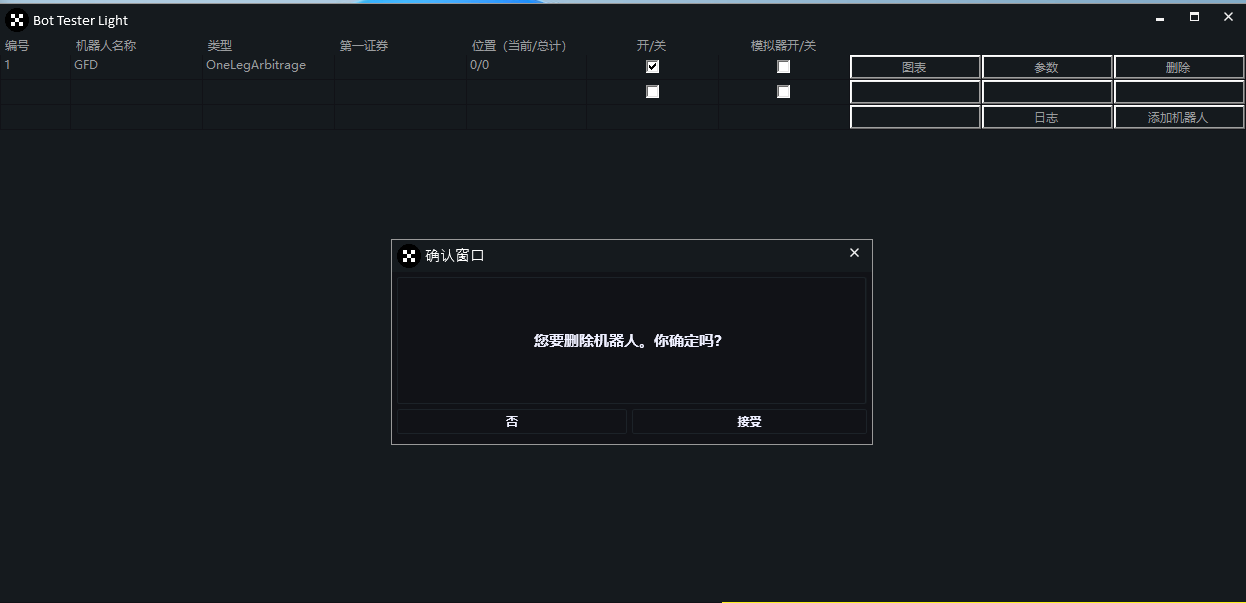 Bot Tester Light
编号 机器人名称 类型 第一证券 位置（当前/总计） 开/关 模拟器开/关
1 GFD OneLegArbitrage 0/0 图表 参数 删除
日志 添加机器人
确认窗口
您要删除机器人。你确定吗?
否 接受